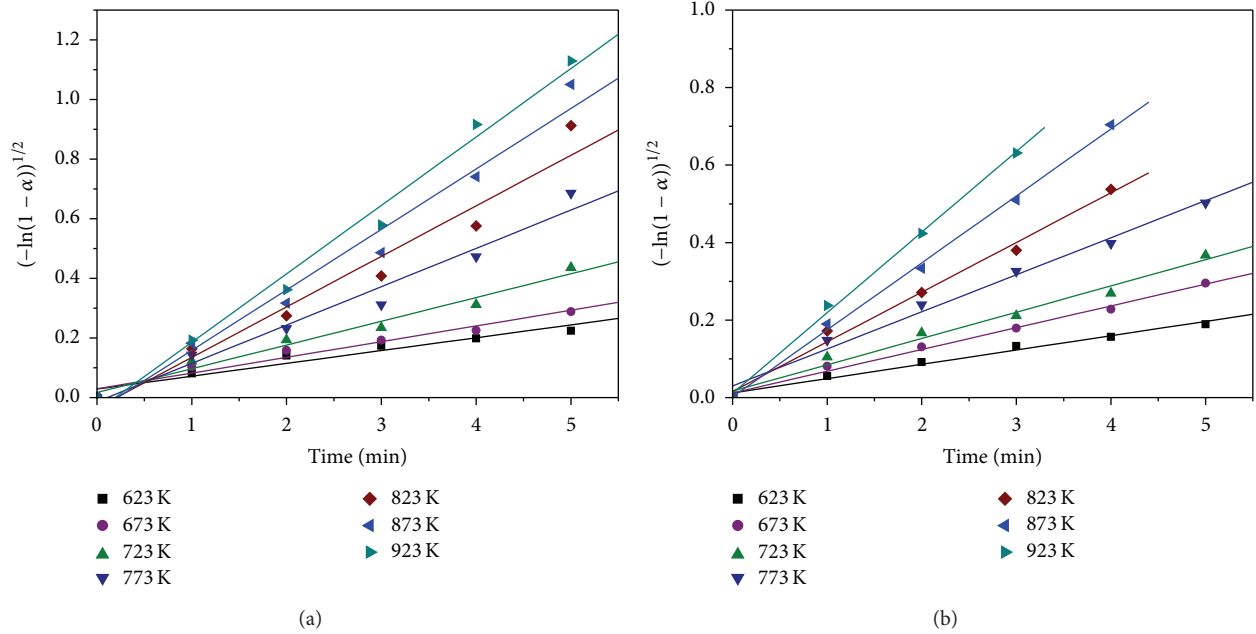 1.2
1.0
0.8
0.6
0.4
0.2
0.0
(−ln(1 − α))^1/2
0 1 2 3 4 5
Time (min)
623 K
673 K
723 K
773 K
823 K
873 K
923 K
(a)
1.0
0.8
0.6
0.4
0.2
0.0
(−ln(1 − α))^1/2
0 1 2 3 4 5
Time (min)
623 K
673 K
723 K
773 K
823 K
873 K
923 K
(b)